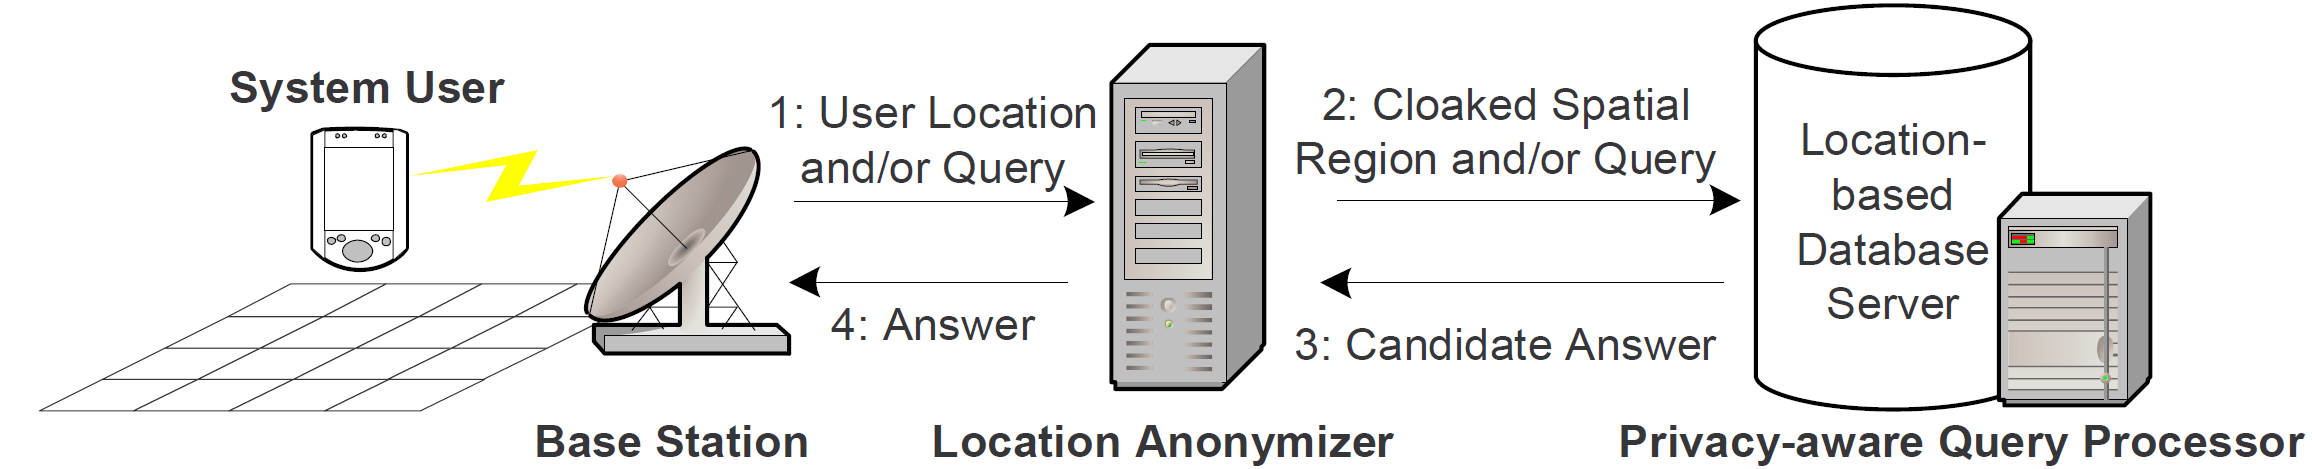 System User
1: User Location
and/or Query
2: Cloaked Spatial
Region and/or Query
Location-
based
Database
Server
4: Answer
3: Candidate Answer
Base Station
Location Anonymizer
Privacy-aware Query Processor